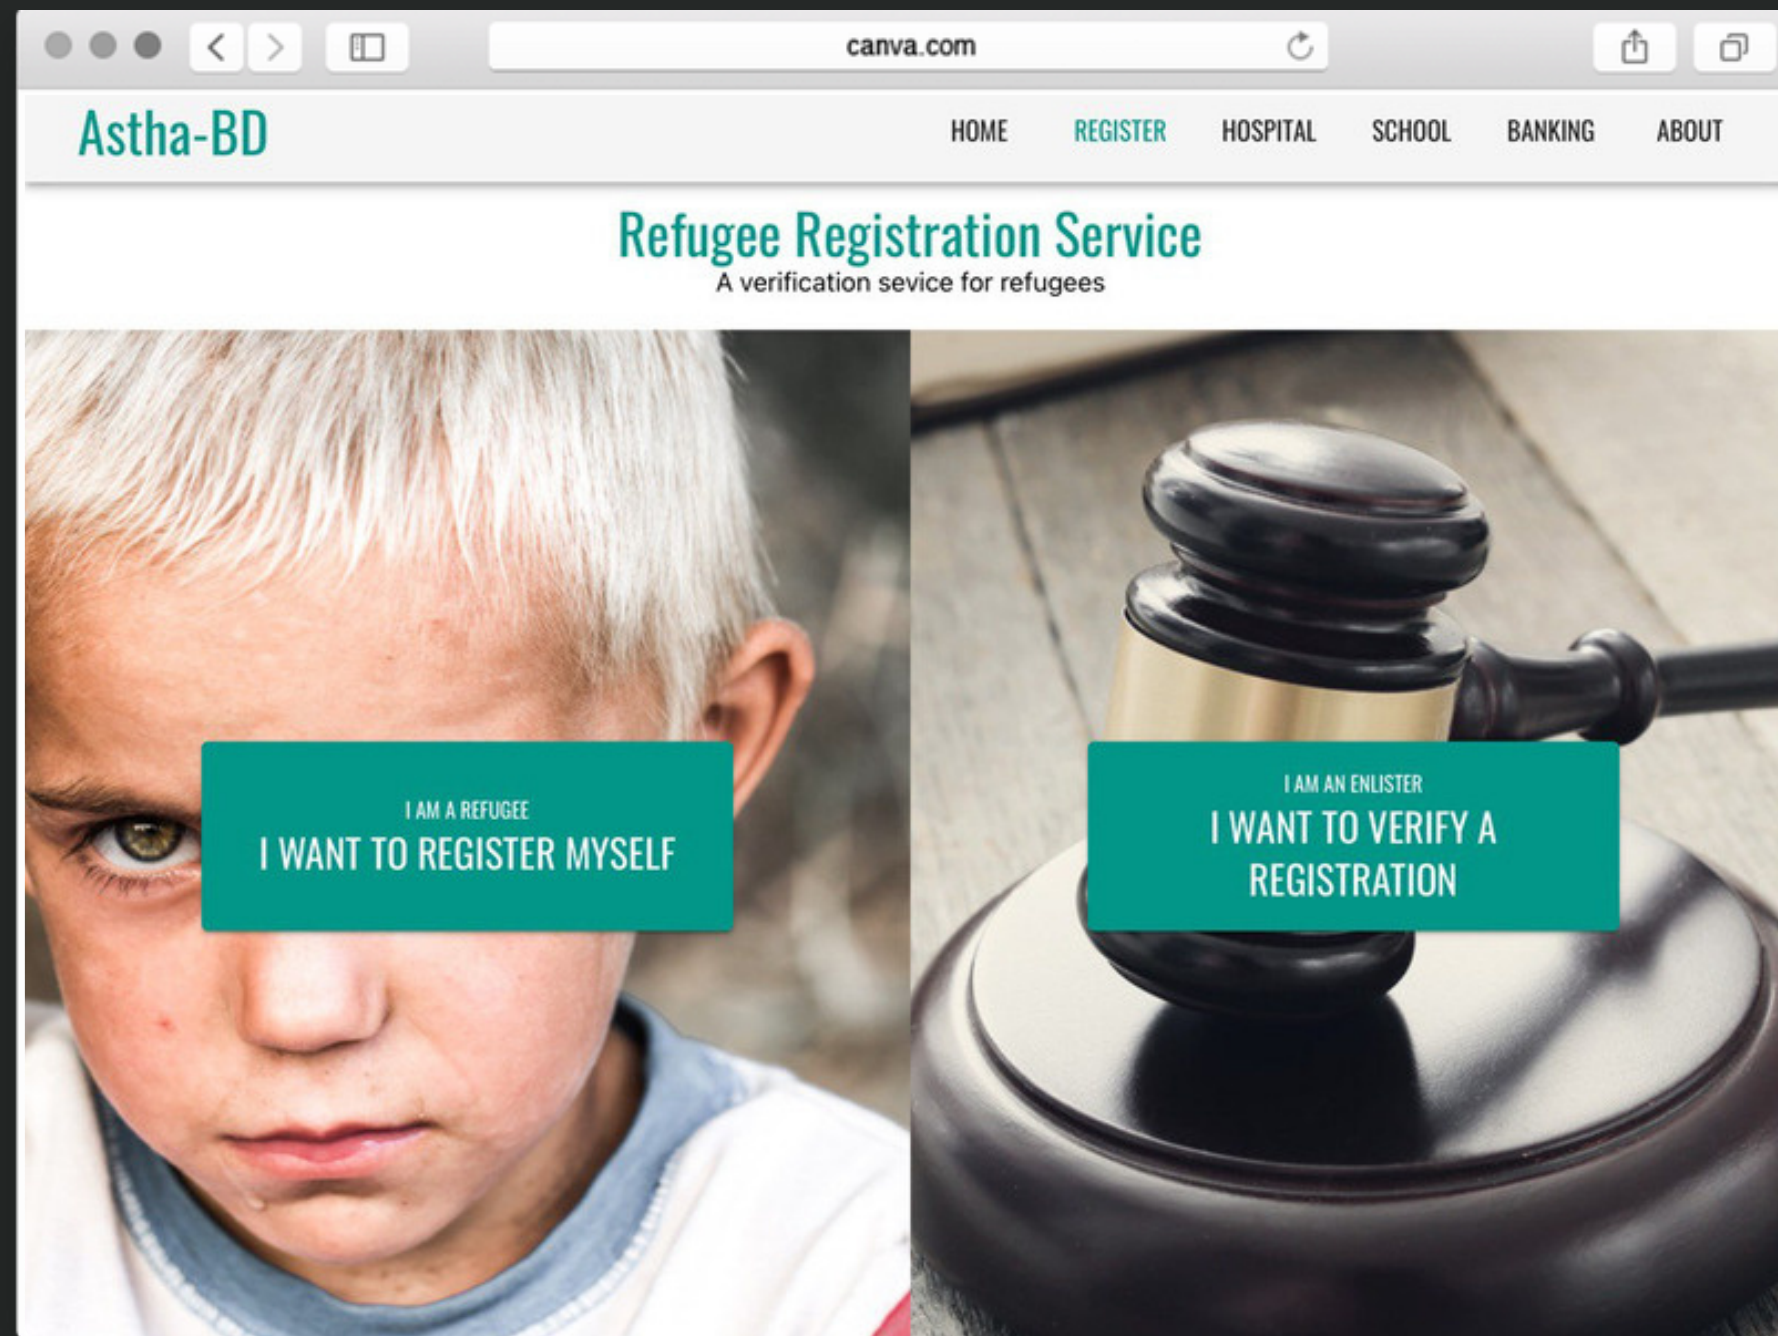 canva.com
Astha-BD
HOME REGISTER HOSPITAL SCHOOL BANKING ABOUT
Refugee Registration Service
A verification sevice for refugees
I AM A REFUGEE
I WANT TO REGISTER MYSELF
I AM AN ENLISTER
I WANT TO VERIFY A
REGISTRATION